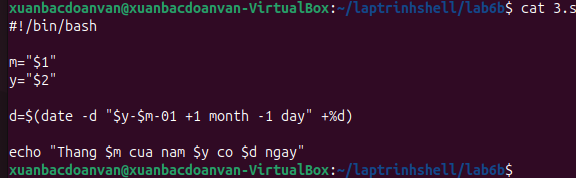 xuanbacdoanvan@xuanbacdoanvan-VirtualBox:~/laptrinhshell/lab6b$ cat 3.s
#!/bin/bash
m="$1"
y="$2"
d=$(date -d "$y-$m-01 +1 month -1 day" +%d)
echo "Thang $m cua nam $y co $d ngay"
xuanbacdoanvan@xuanbacdoanvan-VirtualBox:~/laptrinhshell/lab6b$